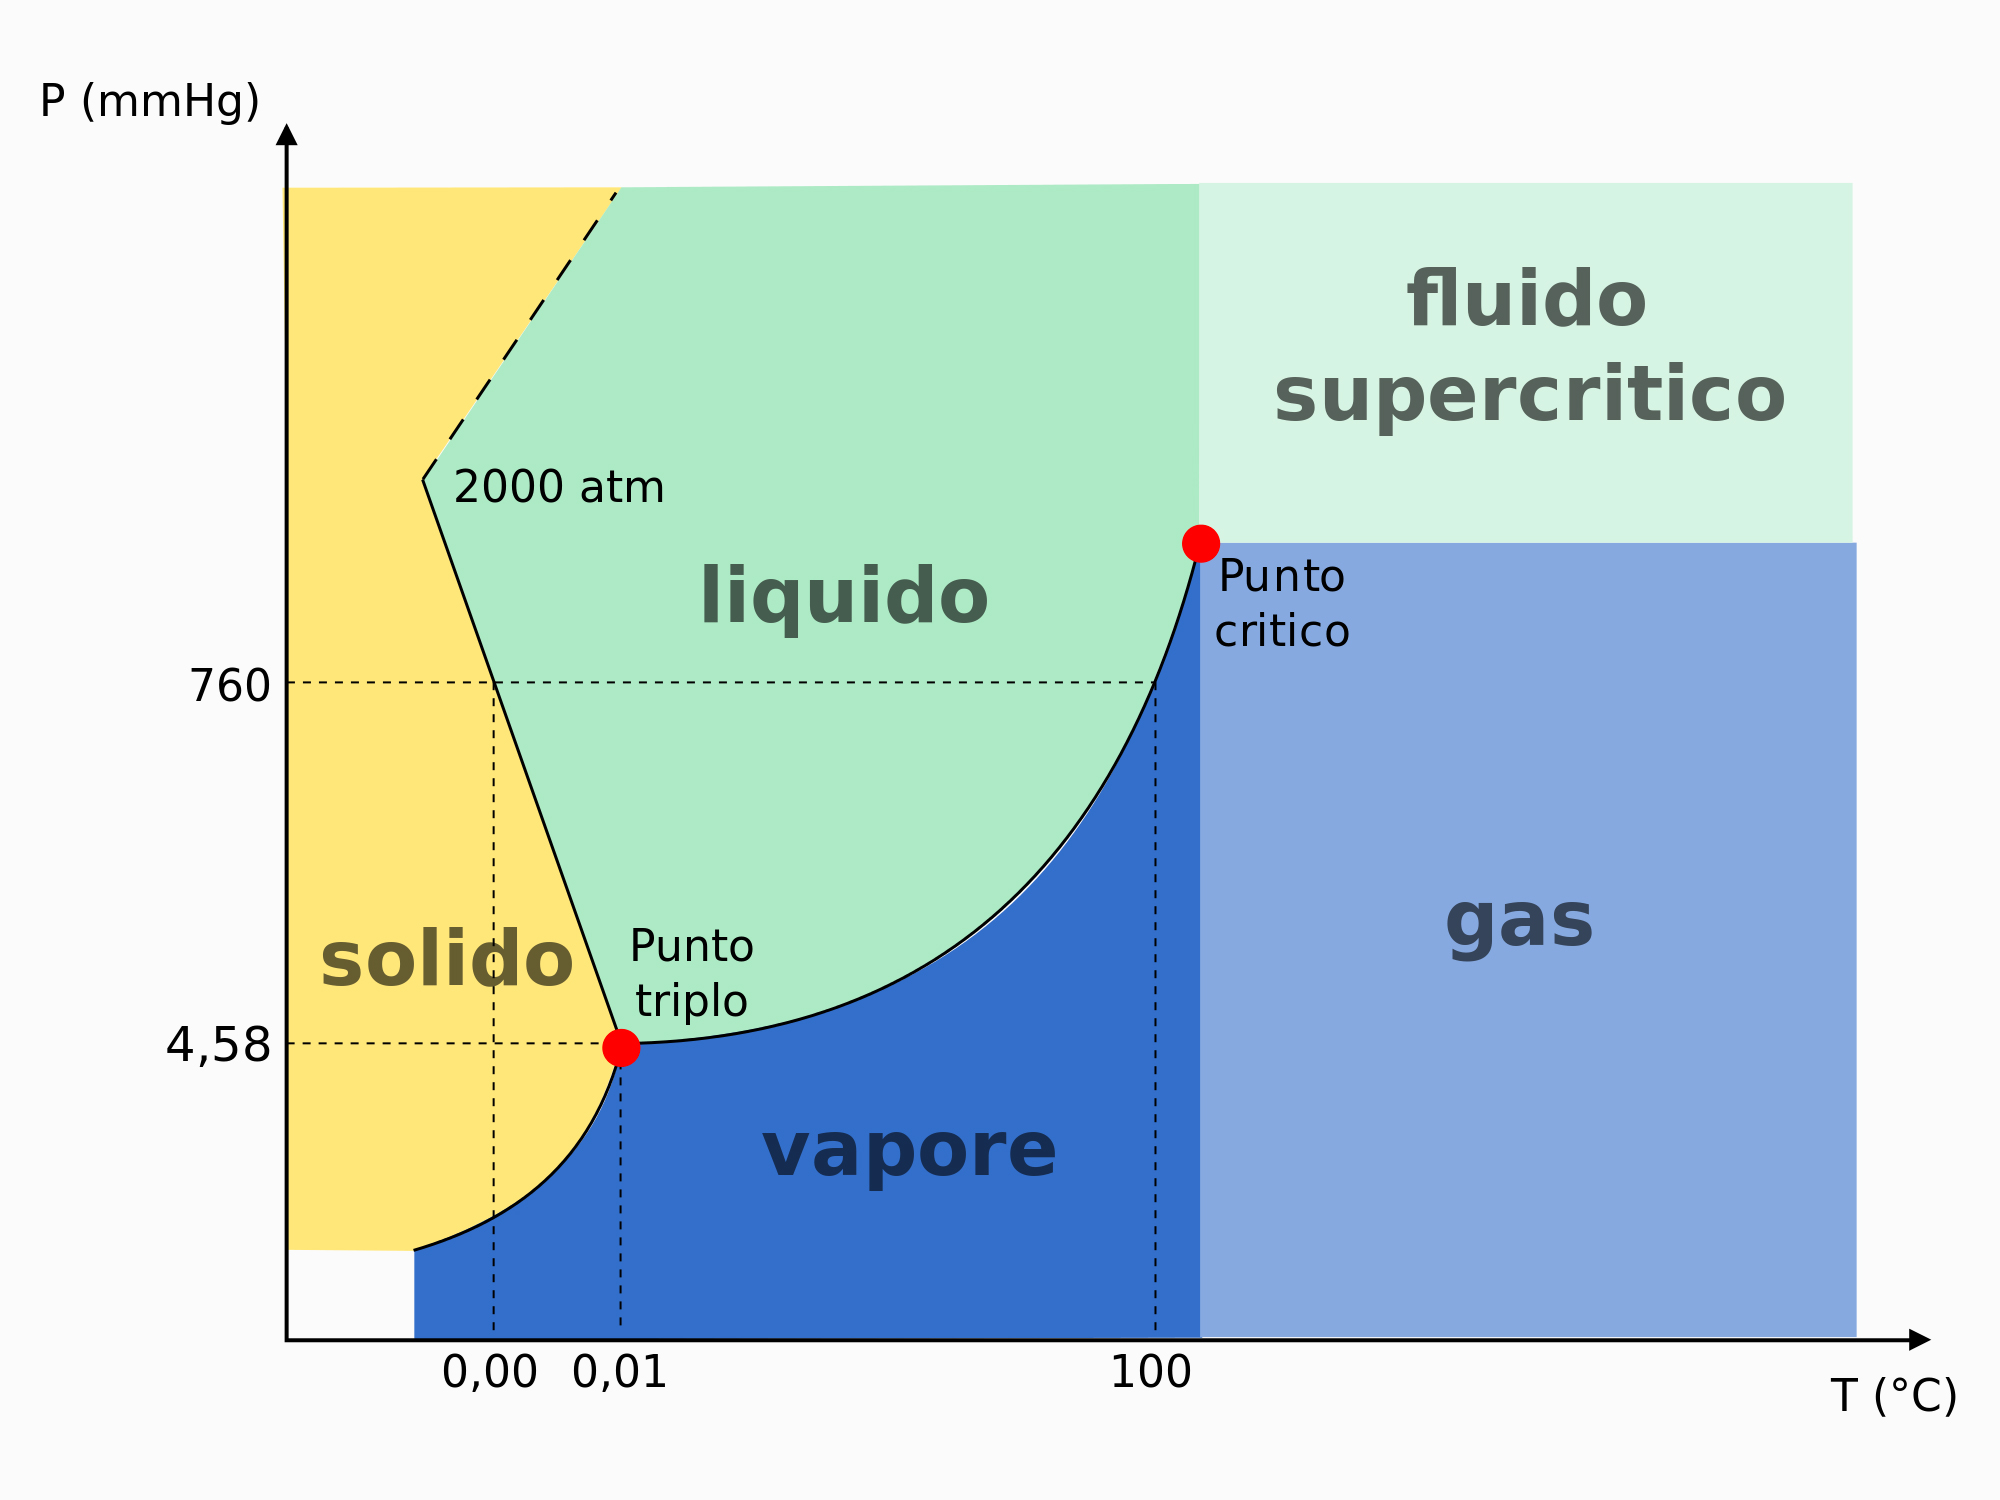 P (mmHg)
fluido
supercritico
2000 atm
liquido
Punto
critico
760
gas
solido
Punto
triplo
4,58
vapore
0,00
0,01
100
T (°C)